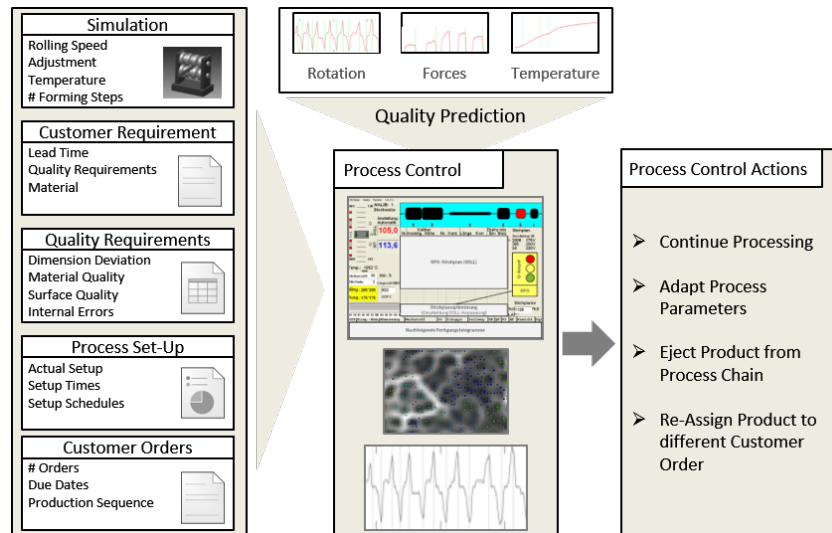 Simulation
Rolling Speed
Adjustment
Temperature
# Forming Steps
Customer Requirement
Lead Time
Quality Requirements
Material
Quality Requirements
Dimension Deviation
Material Quality
Surface Quality
Internal Errors
Process Set-Up
Actual Setup
Setup Times
Setup Schedules
Customer Orders
# Orders
Due Dates
Production Sequence
Rotation
Forces
Temperature
Quality Prediction
Process Control
105,0
113,6
Process Control Actions
➢ Continue Processing
➢ Adapt Process
Parameters
➢ Eject Product from
Process Chain
➢ Re-Assign Product to
different Customer
Order